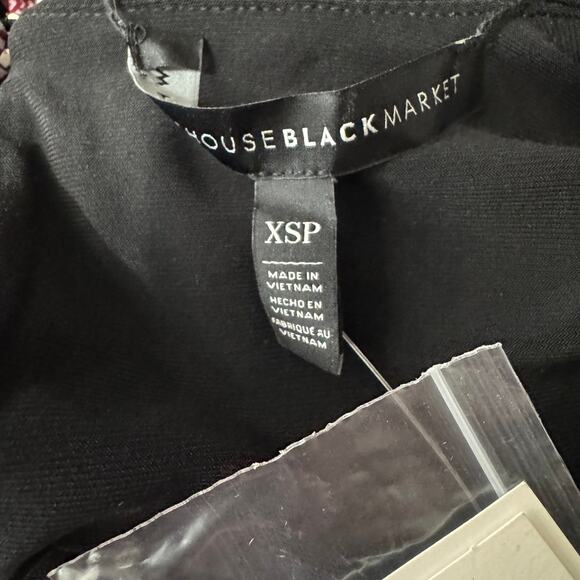 HOUSEBLACKMARKET
XSP
MADE IN
VIETNAM
HECHO EN
VIETNAM
FABRIQUÉ AU
VIETNAM